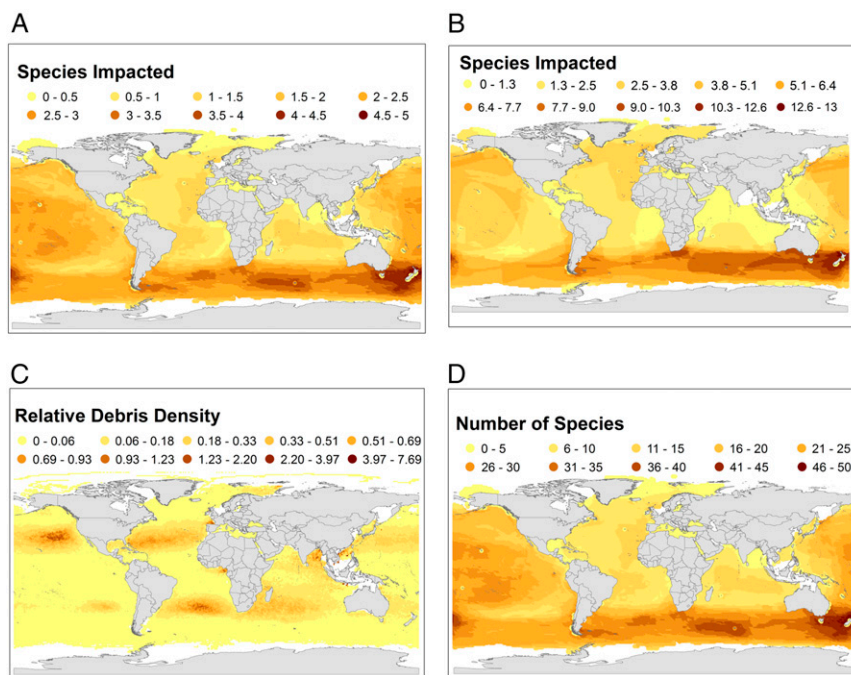 A
Species Impacted
0 - 0.5 0.5 - 1 1 - 1.5 1.5 - 2 2 - 2.5
2.5 - 3 3 - 3.5 3.5 - 4 4 - 4.5 4.5 - 5
B
Species Impacted
0 - 1.3 1.3 - 2.5 2.5 - 3.8 3.8 - 5.1 5.1 - 6.4
6.4 - 7.7 7.7 - 9.0 9.0 - 10.3 10.3 - 12.6 12.6 - 13
C
Relative Debris Density
0 - 0.06 0.06 - 0.18 0.18 - 0.33 0.33 - 0.51 0.51 - 0.69
0.69 - 0.93 0.93 - 1.23 1.23 - 2.20 2.20 - 3.97 3.97 - 7.69
D
Number of Species
0 - 5 6 - 10 11 - 15 16 - 20 21 - 25
26 - 30 31 - 35 36 - 40 41 - 45 46 - 50